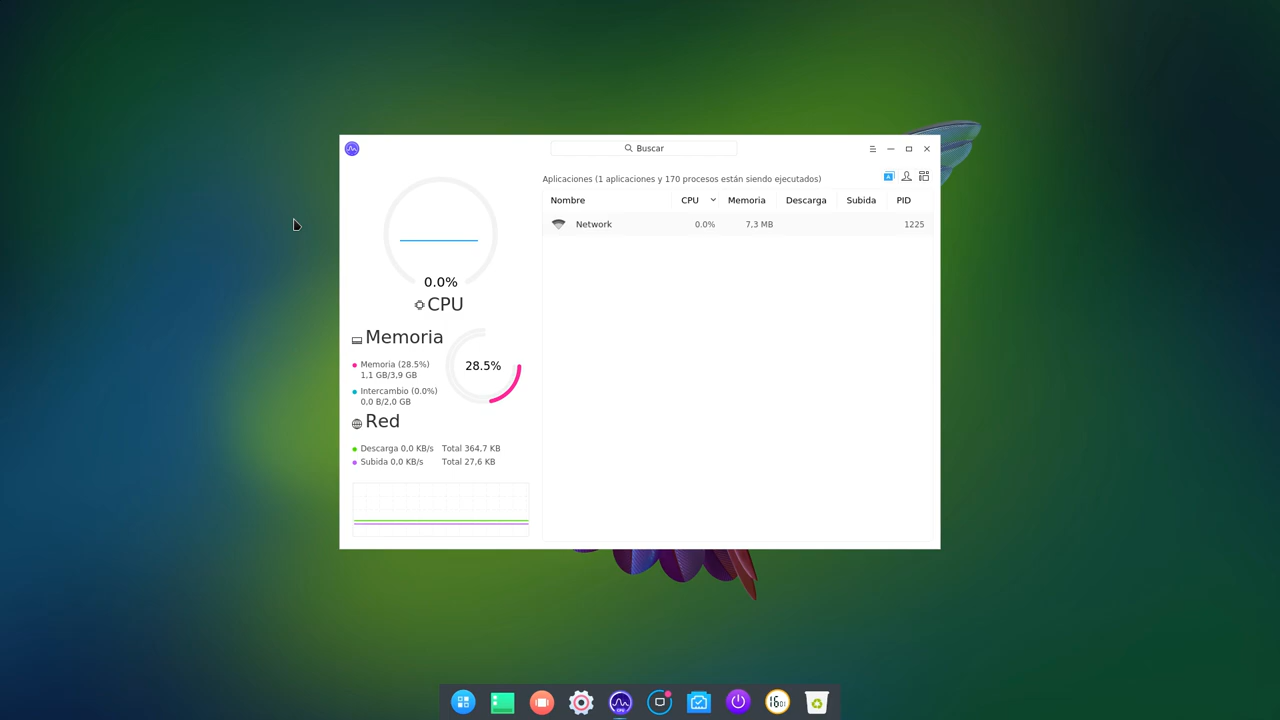 Buscar
Aplicaciones (1 aplicaciones y 170 procesos están siendo ejecutados)
Nombre CPU Memoria Descarga Subida PID
Network 0.0% 7,3 MB 1225
0.0%
CPU
Memoria
Memoria (28.5%)
1,1 GB/3,9 GB
28.5%
Intercambio (0.0%)
0,0 B/2,0 GB
Red
Descarga 0,0 KB/s Total 364,7 KB
Subida 0,0 KB/s Total 27,6 KB